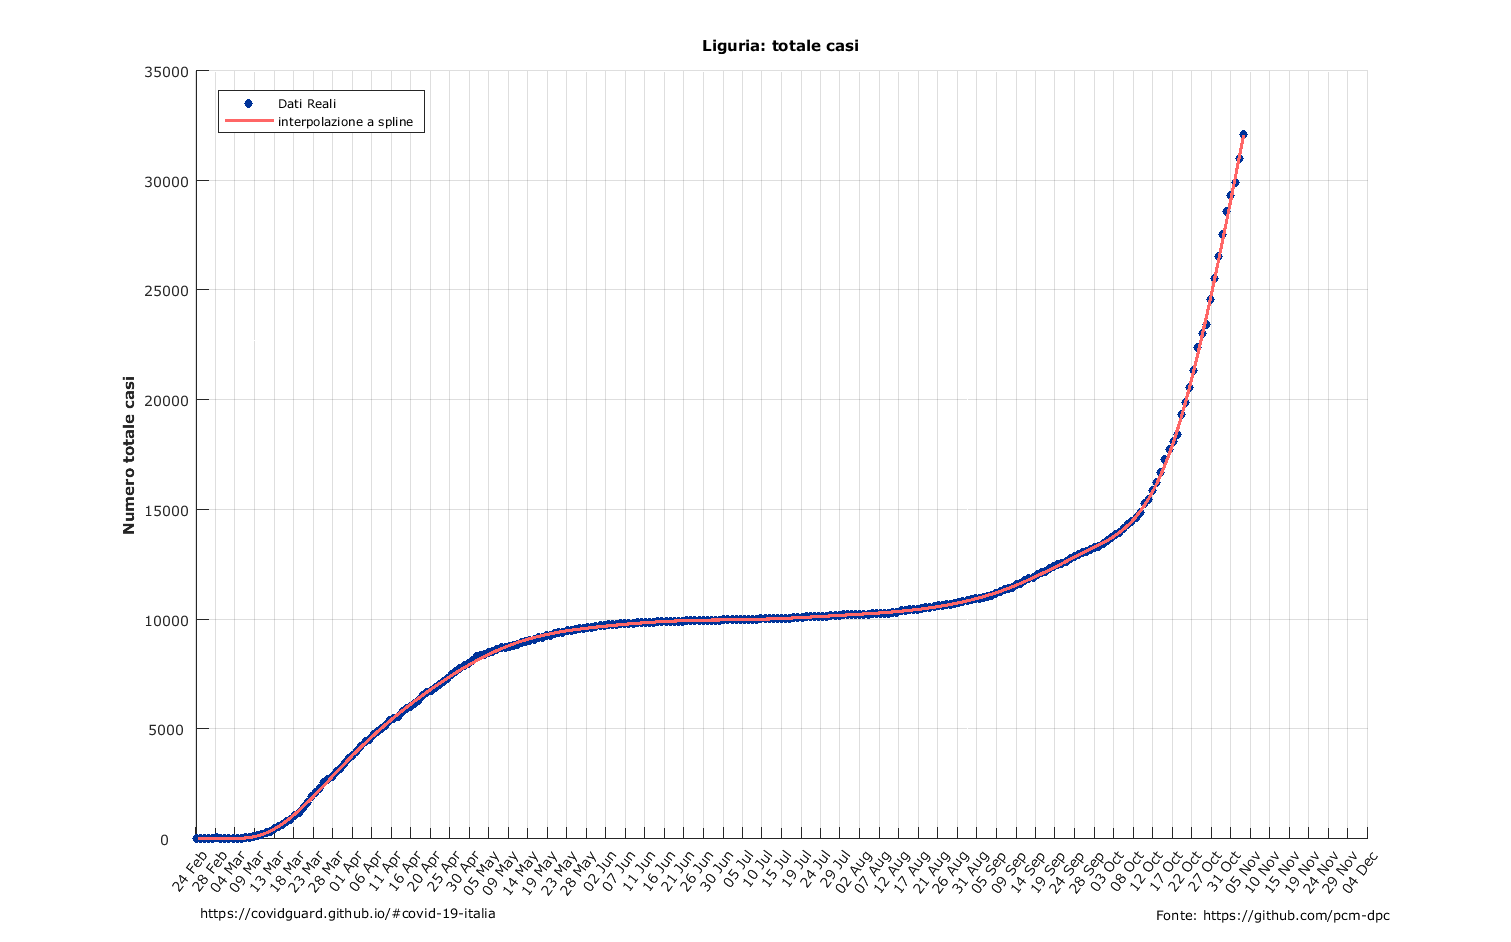 Liguria: totale casi
35000
30000
25000
20000
15000
10000
5000
0
Numero totale casi
Dati Reali
interpolazione a spline
24 Feb
28 Feb
04 Mar
09 Mar
13 Mar
18 Mar
23 Mar
28 Mar
01 Apr
06 Apr
11 Apr
16 Apr
20 Apr
25 Apr
30 Apr
05 May
09 May
14 May
19 May
23 May
28 May
02 Jun
07 Jun
11 Jun
16 Jun
21 Jun
26 Jun
30 Jun
05 Jul
10 Jul
15 Jul
19 Jul
24 Jul
29 Jul
02 Aug
07 Aug
12 Aug
17 Aug
21 Aug
26 Aug
31 Aug
05 Sep
09 Sep
14 Sep
19 Sep
24 Sep
28 Sep
03 Oct
08 Oct
12 Oct
17 Oct
22 Oct
27 Oct
31 Oct
05 Nov
10 Nov
15 Nov
19 Nov
24 Nov
29 Nov
04 Dec
https://covidguard.github.io/#covid-19-italia
Fonte: https://github.com/pcm-dpc